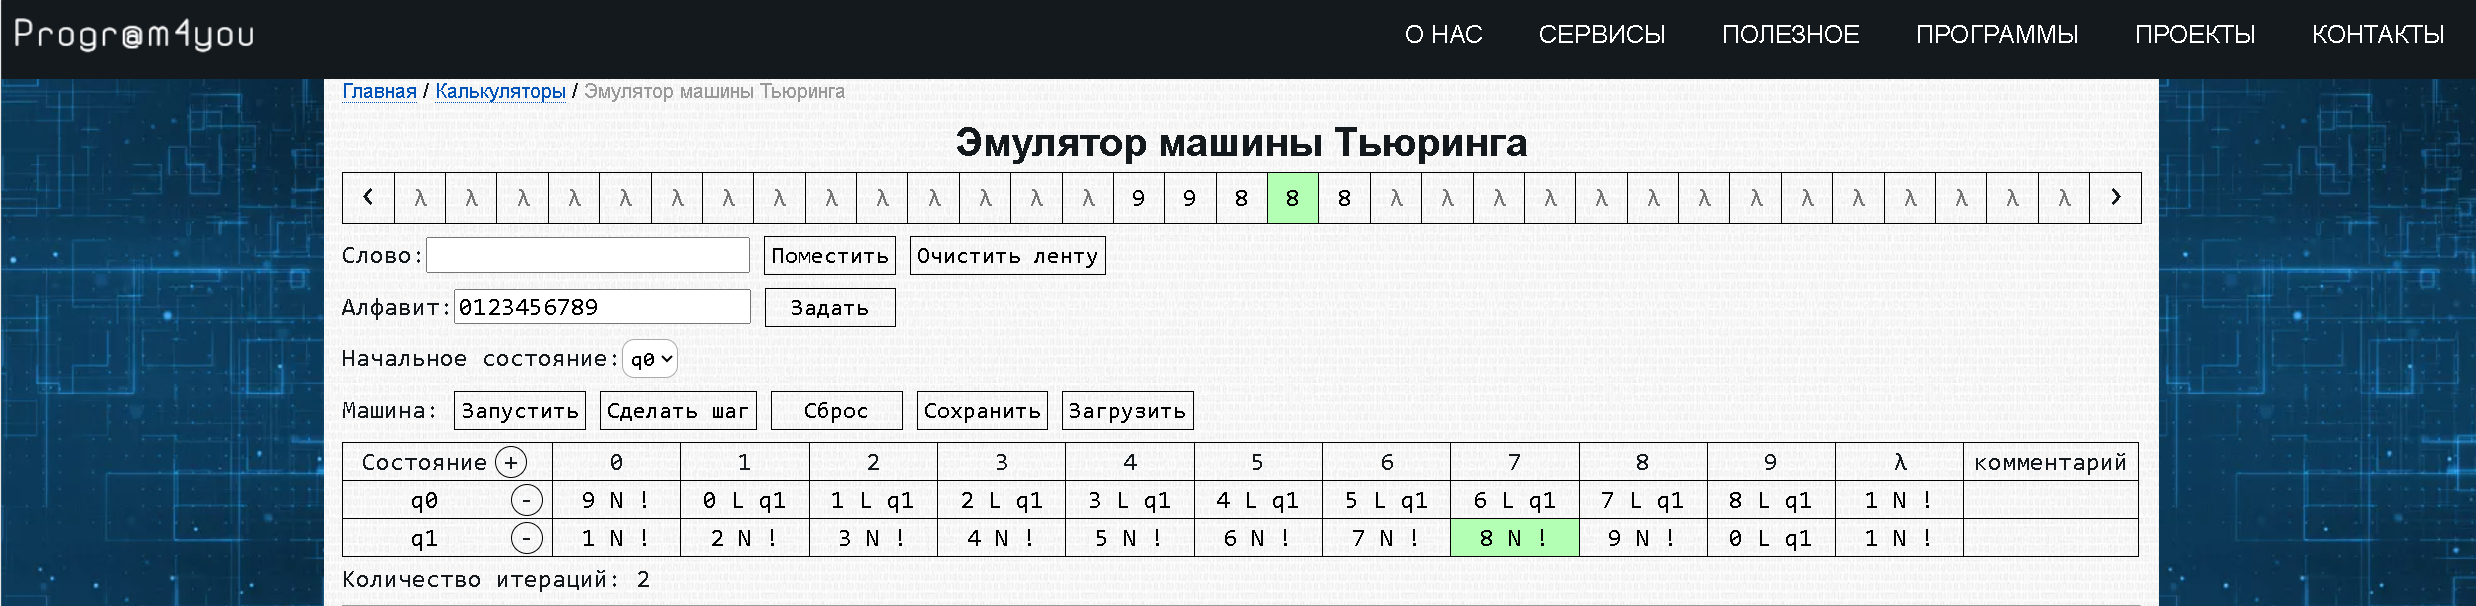 Progr@m4you О НАС СЕРВИСЫ ПОЛЕЗНОЕ ПРОГРАММЫ ПРОЕКТЫ КОНТАКТЫ
Главная / Калькуляторы / Эмулятор машины Тьюринга
Эмулятор машины Тьюринга
‹ λ λ λ λ λ λ λ λ λ λ λ λ λ λ 9 9 8 8 8 λ λ λ λ λ λ λ λ λ λ λ λ λ λ ›
Слово: Поместить Очистить ленту
Алфавит: 0123456789 Задать
Начальное состояние: q0
Машина: Запустить Сделать шаг Сброс Сохранить Загрузить
Состояние + 0 1 2 3 4 5 6 7 8 9 λ комментарий
q0 - 9 N ! 0 L q1 1 L q1 2 L q1 3 L q1 4 L q1 5 L q1 6 L q1 7 L q1 8 L q1 1 N !
q1 - 1 N ! 2 N ! 3 N ! 4 N ! 5 N ! 6 N ! 7 N ! 8 N ! 9 N ! 0 L q1 1 N !
Количество итераций: 2